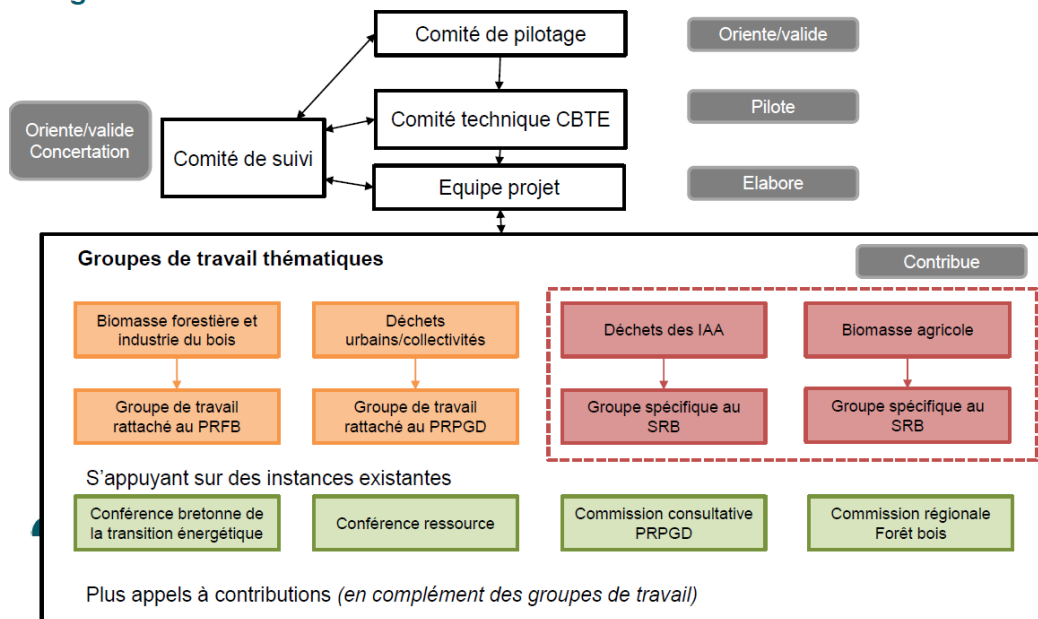 Comité de pilotage
Oriente/valide
Comité technique CBTE
Pilote
Oriente/valide
Concertation
Comité de suivi
Equipe projet
Elabore
Groupes de travail thématiques
Contribue
Biomasse forestière et
industrie du bois
Déchets
urbains/collectivités
Déchets des IAA
Biomasse agricole
Groupe de travail
rattaché au PRFB
Groupe de travail
rattaché au PRPGD
Groupe spécifique au
SRB
Groupe spécifique au
SRB
S'appuyant sur des instances existantes
Conférence bretonne de
la transition énergétique
Conférence ressource
Commission consultative
PRPGD
Commission régionale
Forêt bois
Plus appels à contributions (en complément des groupes de travail)